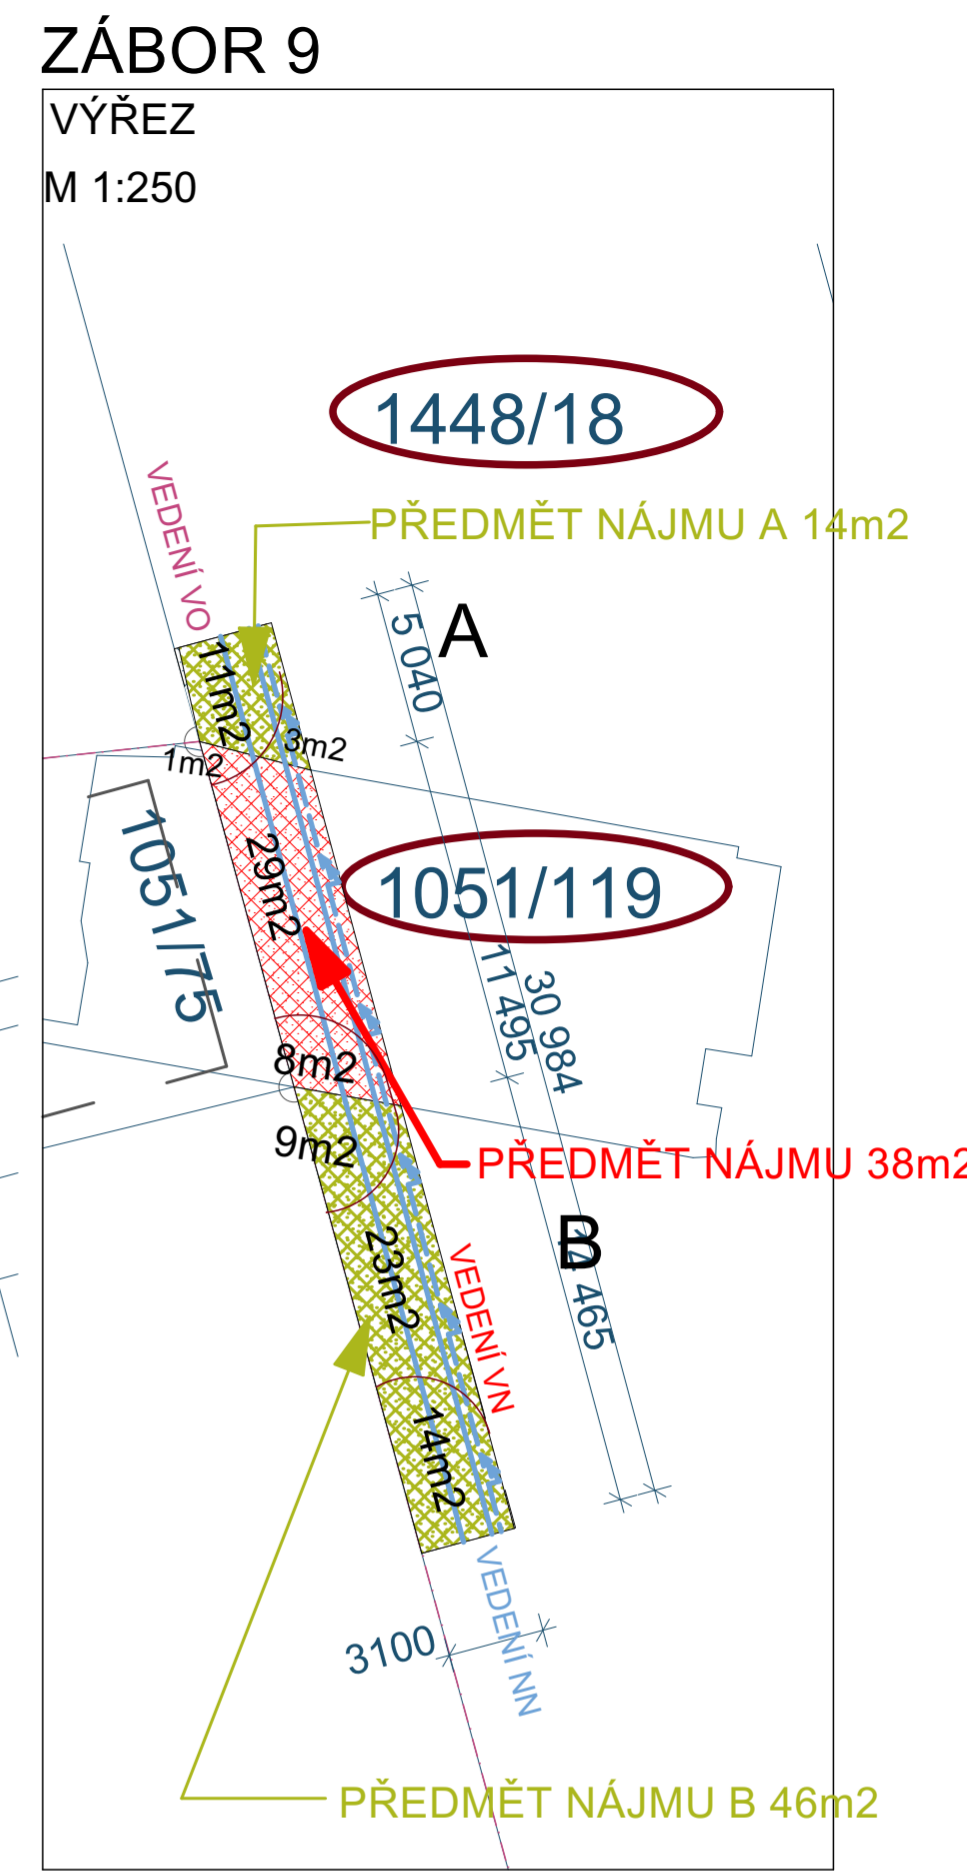 ZÁBOR 9
VÝŘEZ
M 1:250
1448/18
VEDENÍ VO
PŘEDMĚT NÁJMU A 14m2
A
5 040
11m2
3m2
1m2
1051/75
29m2
1051/119
11 495
30 984
8m2
9m2
PŘEDMĚT NÁJMU 38m2
B
14 465
23m2
VEDENÍ VN
14m2
VEDENÍ NN
3100
PŘEDMĚT NÁJMU B 46m2